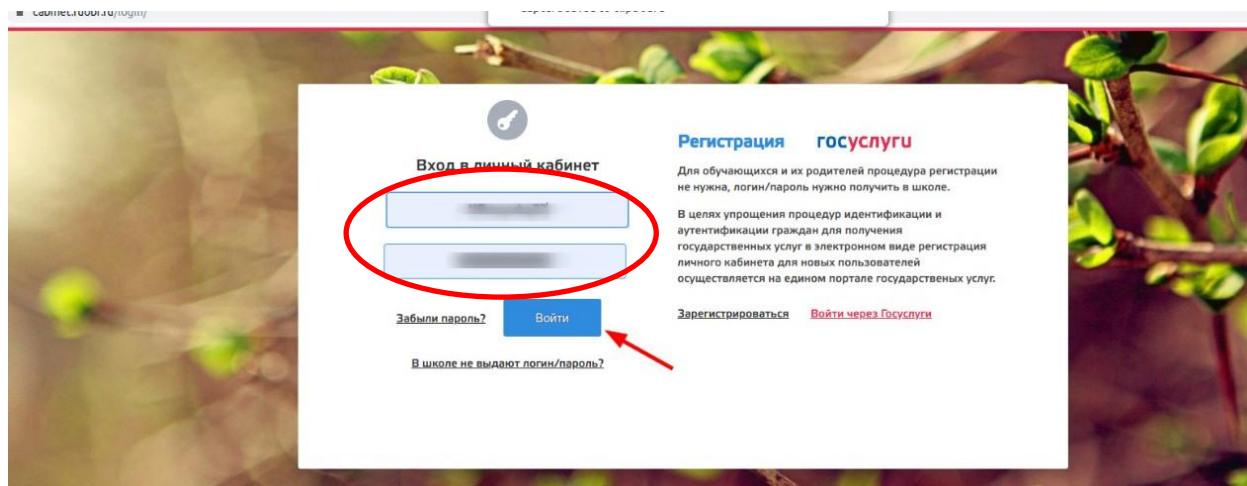 cabinet.ruobr.ru/login/
Вход в личный кабинет
Забыли пароль?
Войти
В школе не выдают логин/пароль?
Регистрация
госуслуги
Для обучающихся и их родителей процедура регистрации
не нужна, логин/пароль нужно получить в школе.
В целях упрощения процедур идентификации и
аутентификации граждан для получения
государственных услуг в электронном виде регистрация
личного кабинета для новых пользователей
осуществляется на едином портале государственых услуг.
Зарегистрироваться
Войти через Госуслуги